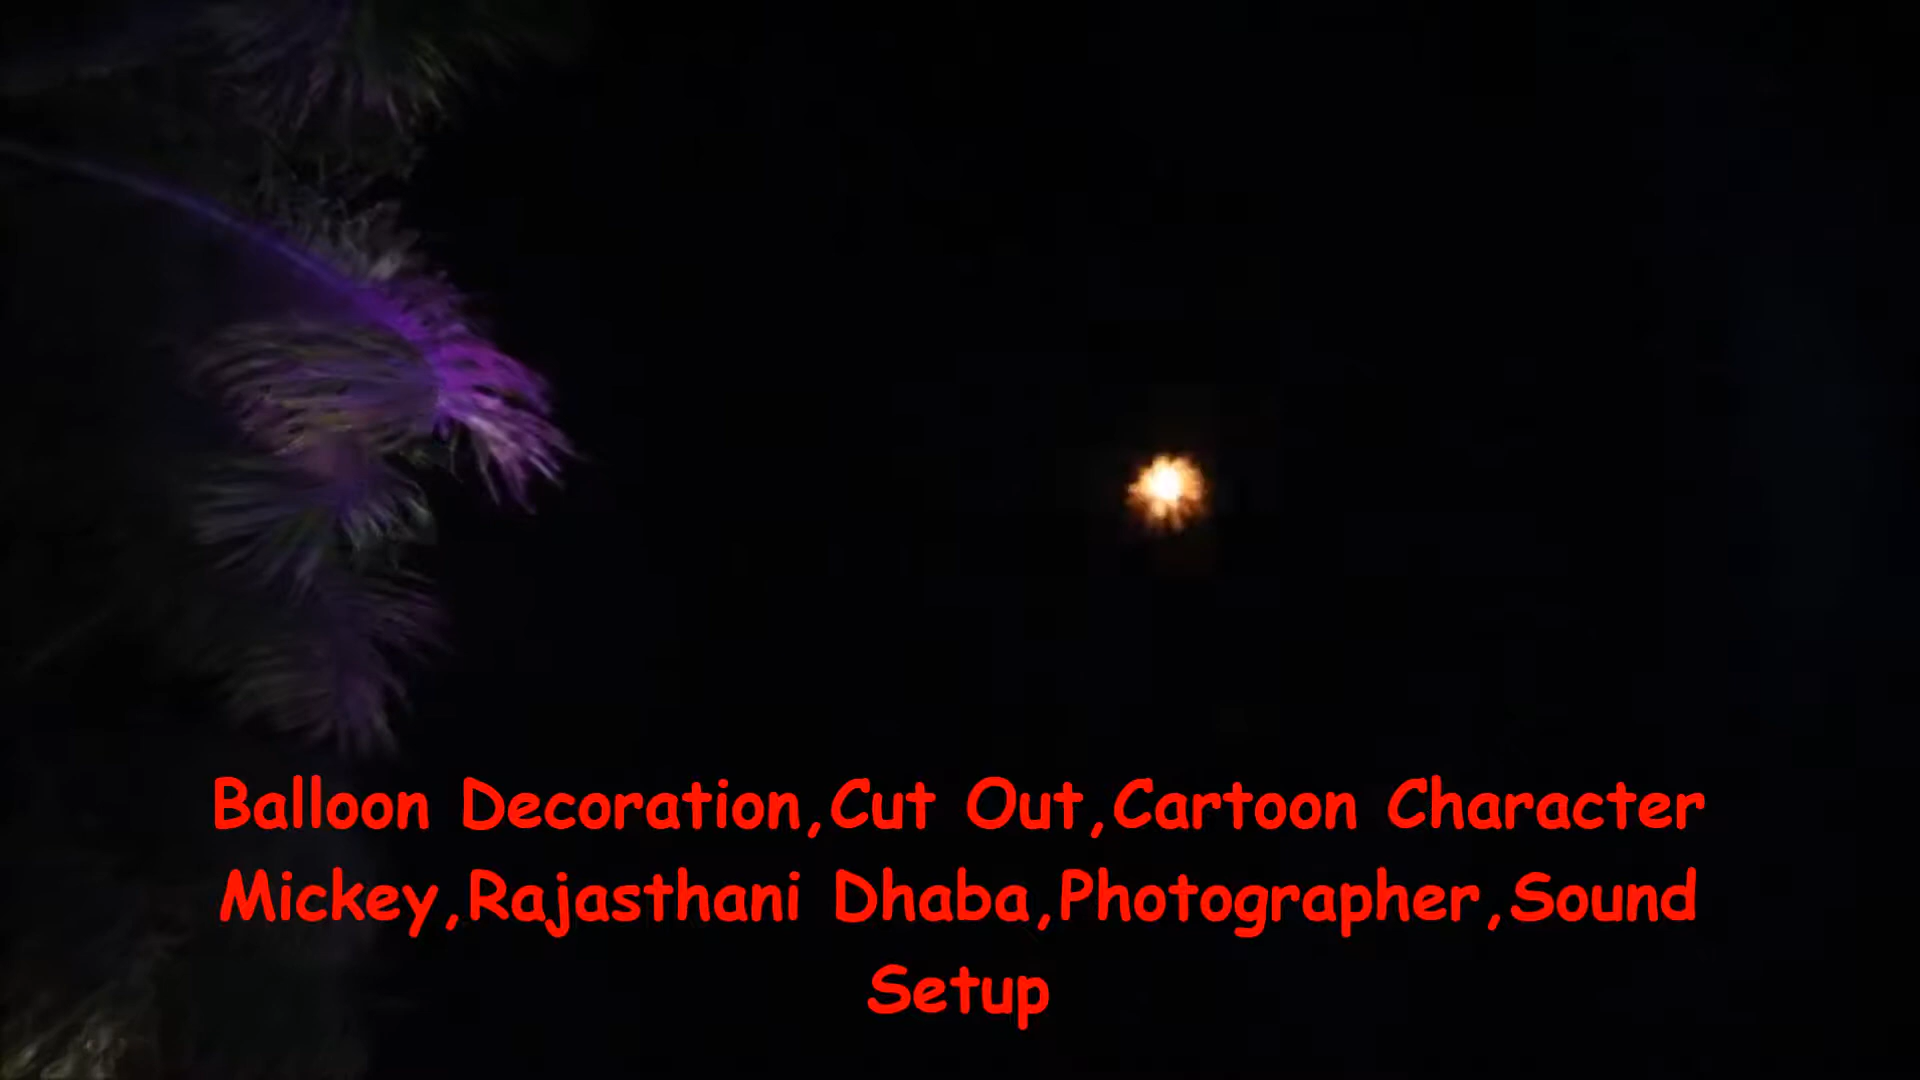 Balloon Decoration,Cut Out,Cartoon Character
Mickey,Rajasthani Dhaba,Photographer,Sound
Setup